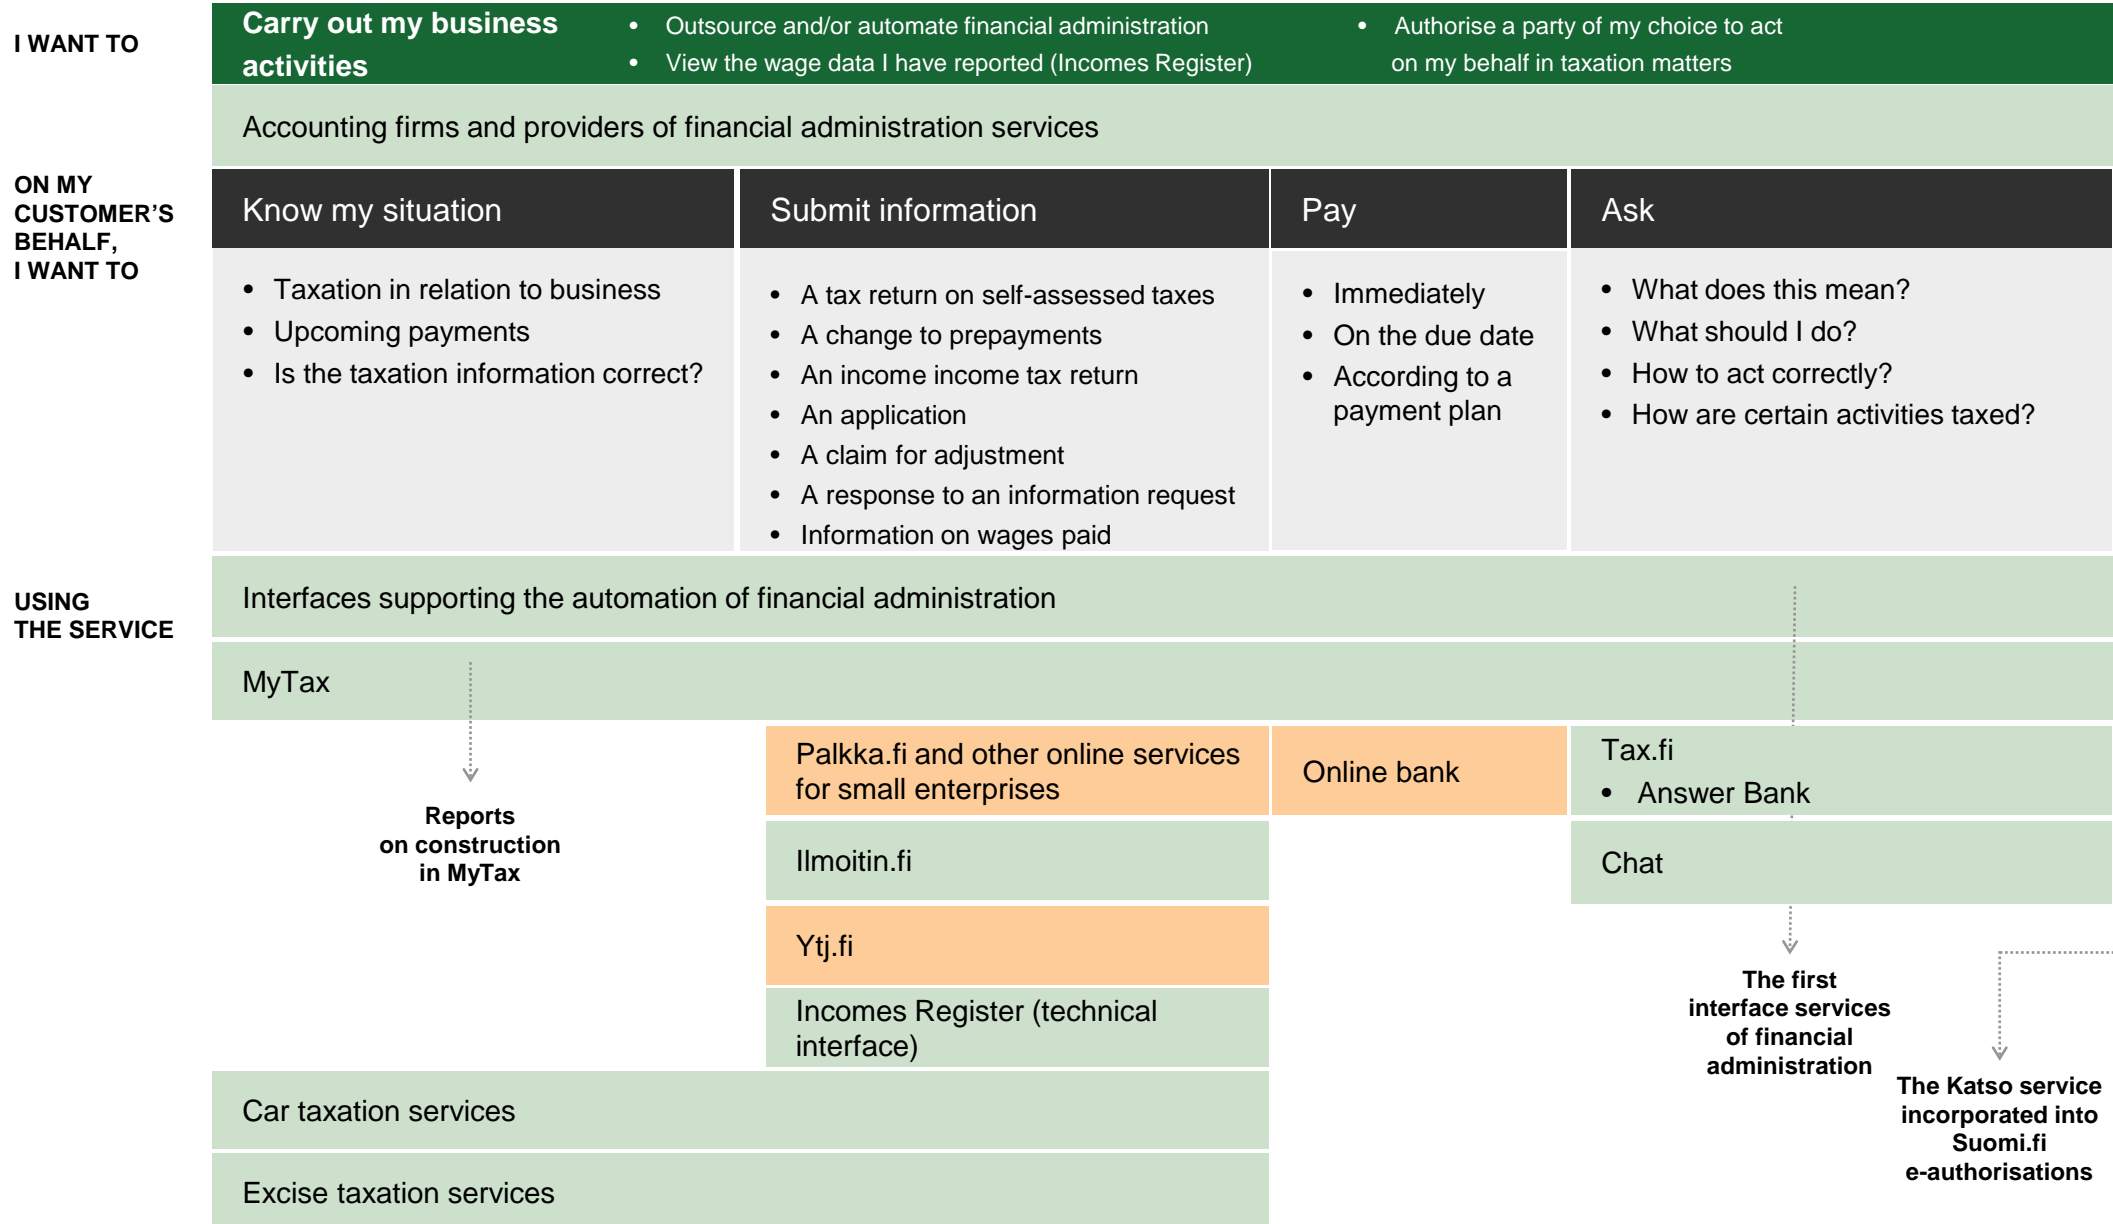 I WANT TO
Carry out my business
activities
• Outsource and/or automate financial administration
• View the wage data I have reported (Incomes Register)
• Authorise a party of my choice to act
on my behalf in taxation matters
Accounting firms and providers of financial administration services
ON MY
CUSTOMER’S
BEHALF,
I WANT TO
Know my situation
• Taxation in relation to business
• Upcoming payments
• Is the taxation information correct?
Submit information
• A tax return on self-assessed taxes
• A change to prepayments
• An income income tax return
• An application
• A claim for adjustment
• A response to an information request
• Information on wages paid
Pay
• Immediately
• On the due date
• According to a
payment plan
Ask
• What does this mean?
• What should I do?
• How to act correctly?
• How are certain activities taxed?
USING
THE SERVICE
Interfaces supporting the automation of financial administration
MyTax
Reports
on construction
in MyTax
Palkka.fi and other online services
for small enterprises
Online bank
Tax.fi
• Answer Bank
Ilmoitin.fi
Chat
Ytj.fi
Incomes Register (technical
interface)
The first
interface services
of financial
administration
The Katso service
incorporated into
Suomi.fi
e-authorisations
Car taxation services
Excise taxation services